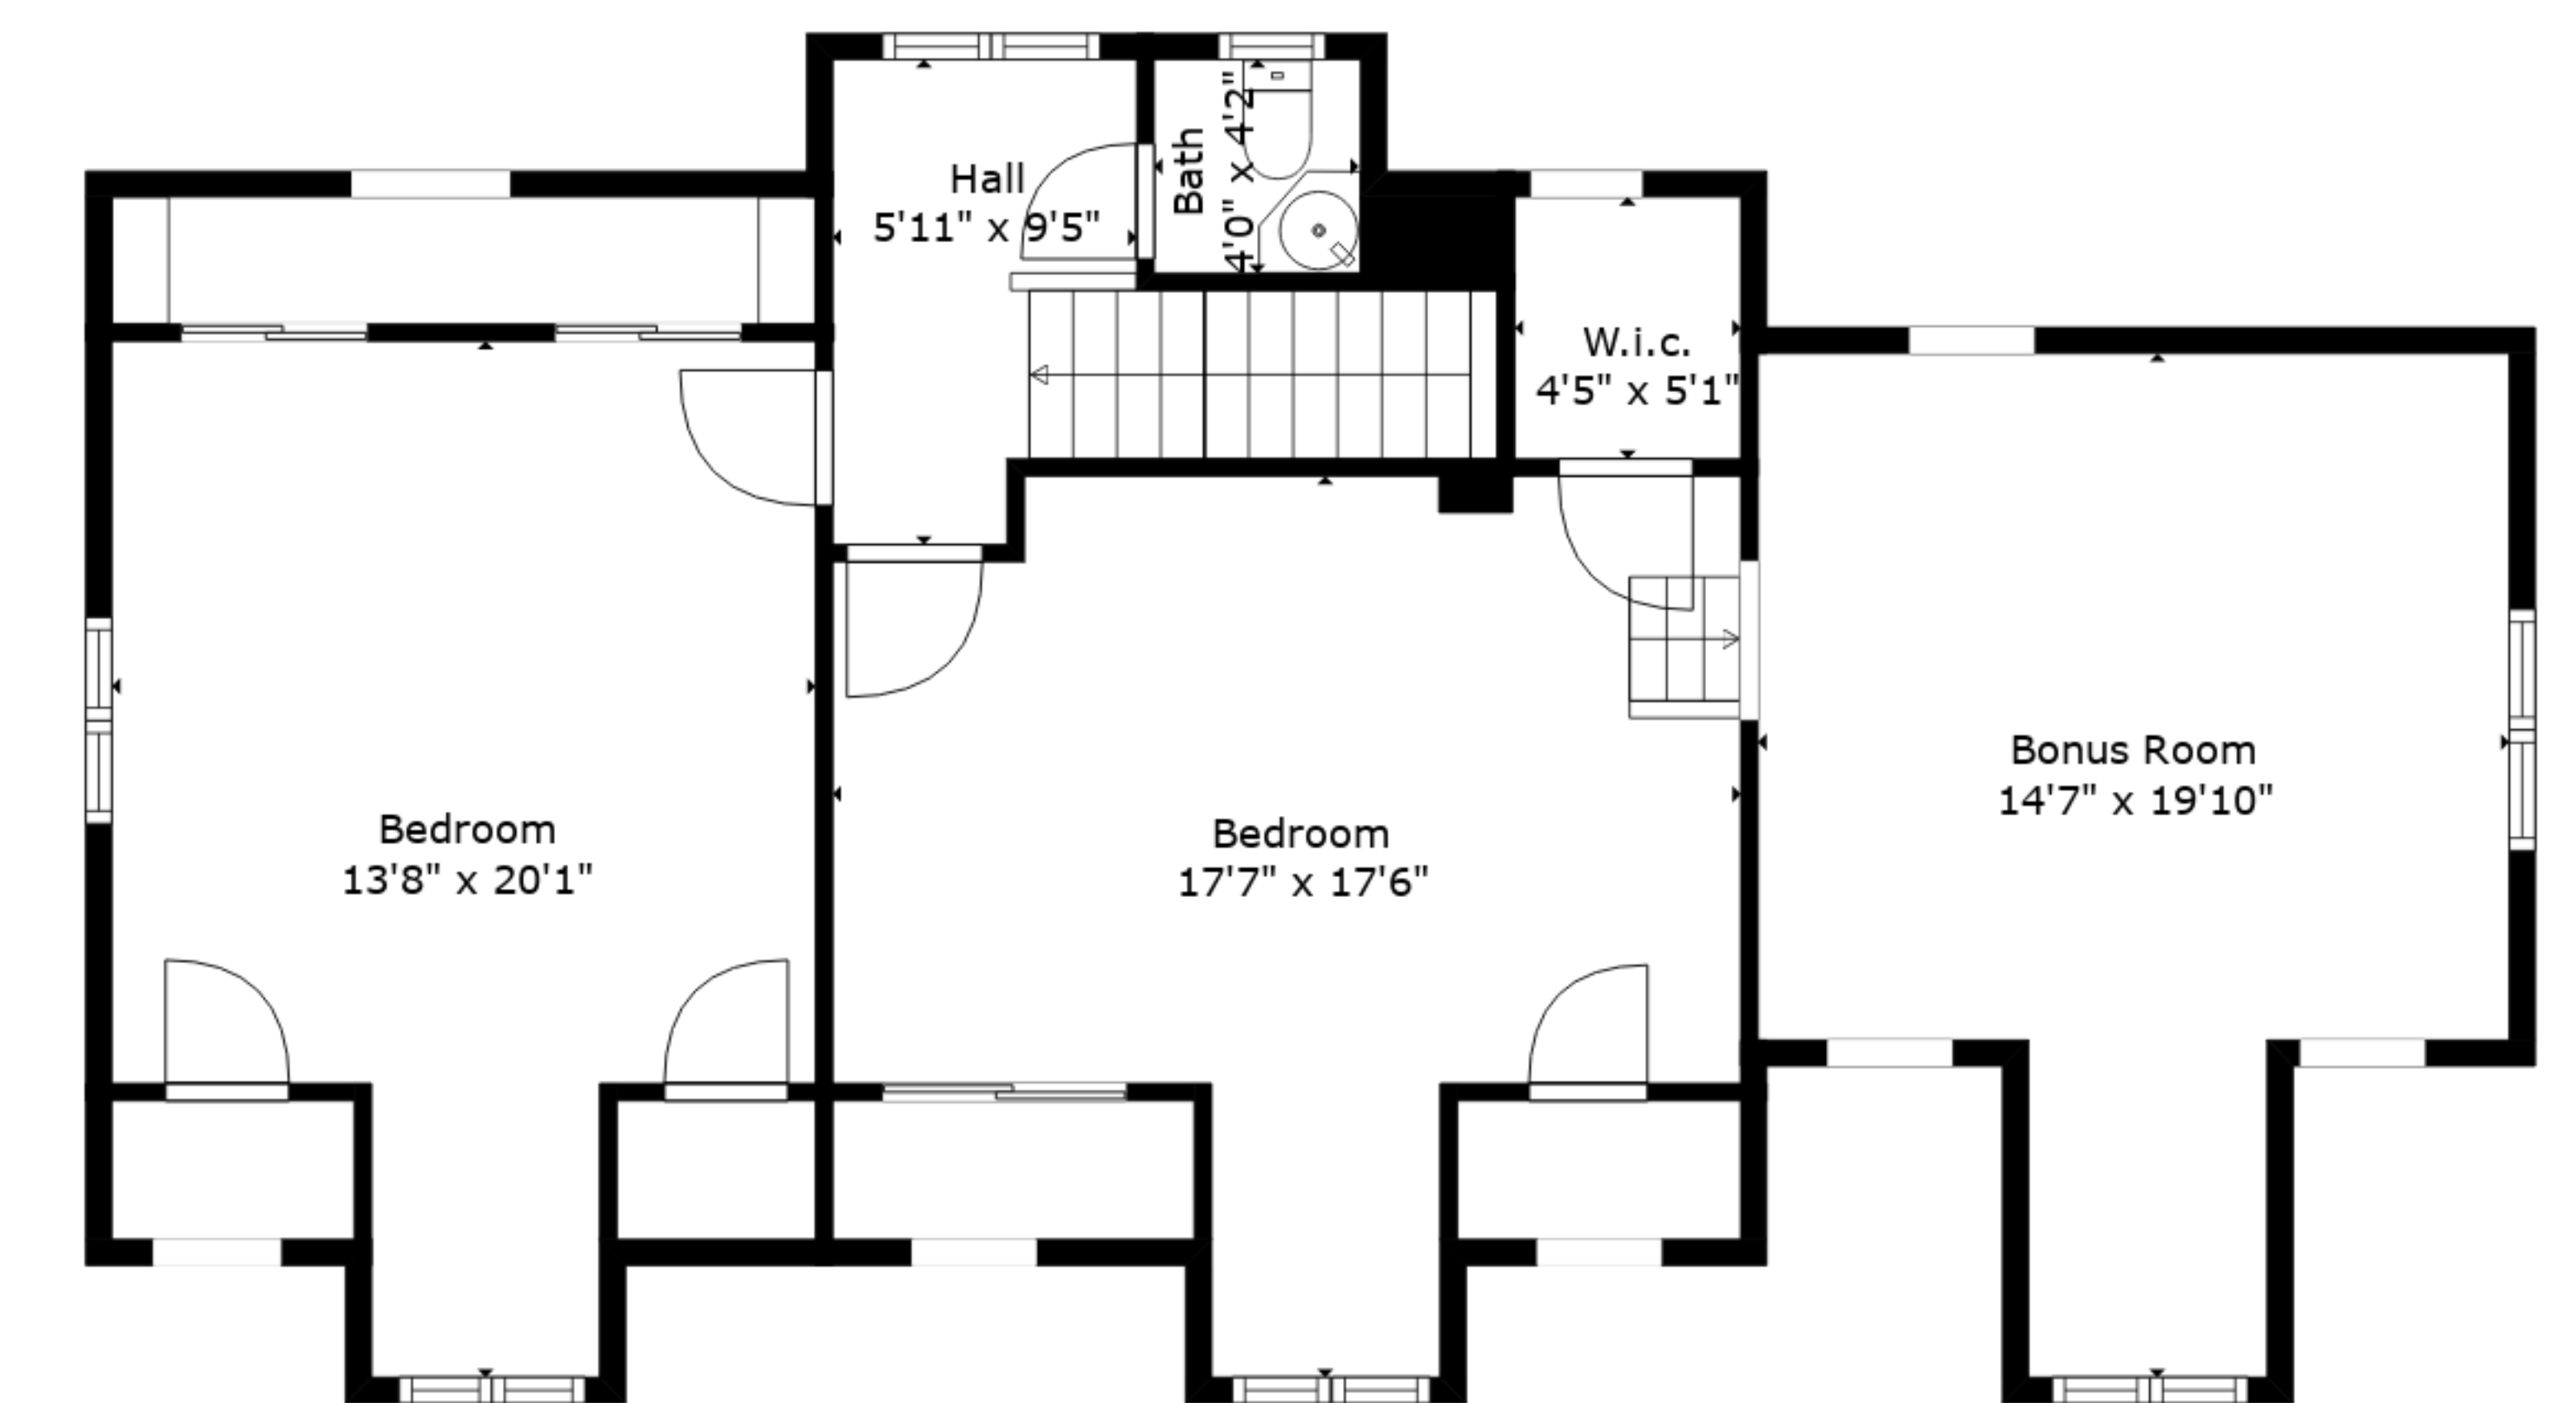 Hall
5'11" x 9'5"
Bath
4'0" x 4'2"
W.i.c.
4'5" x 5'1"
Bonus Room
14'7" x 19'10"
Bedroom
13'8" x 20'1"
Bedroom
17'7" x 17'6"